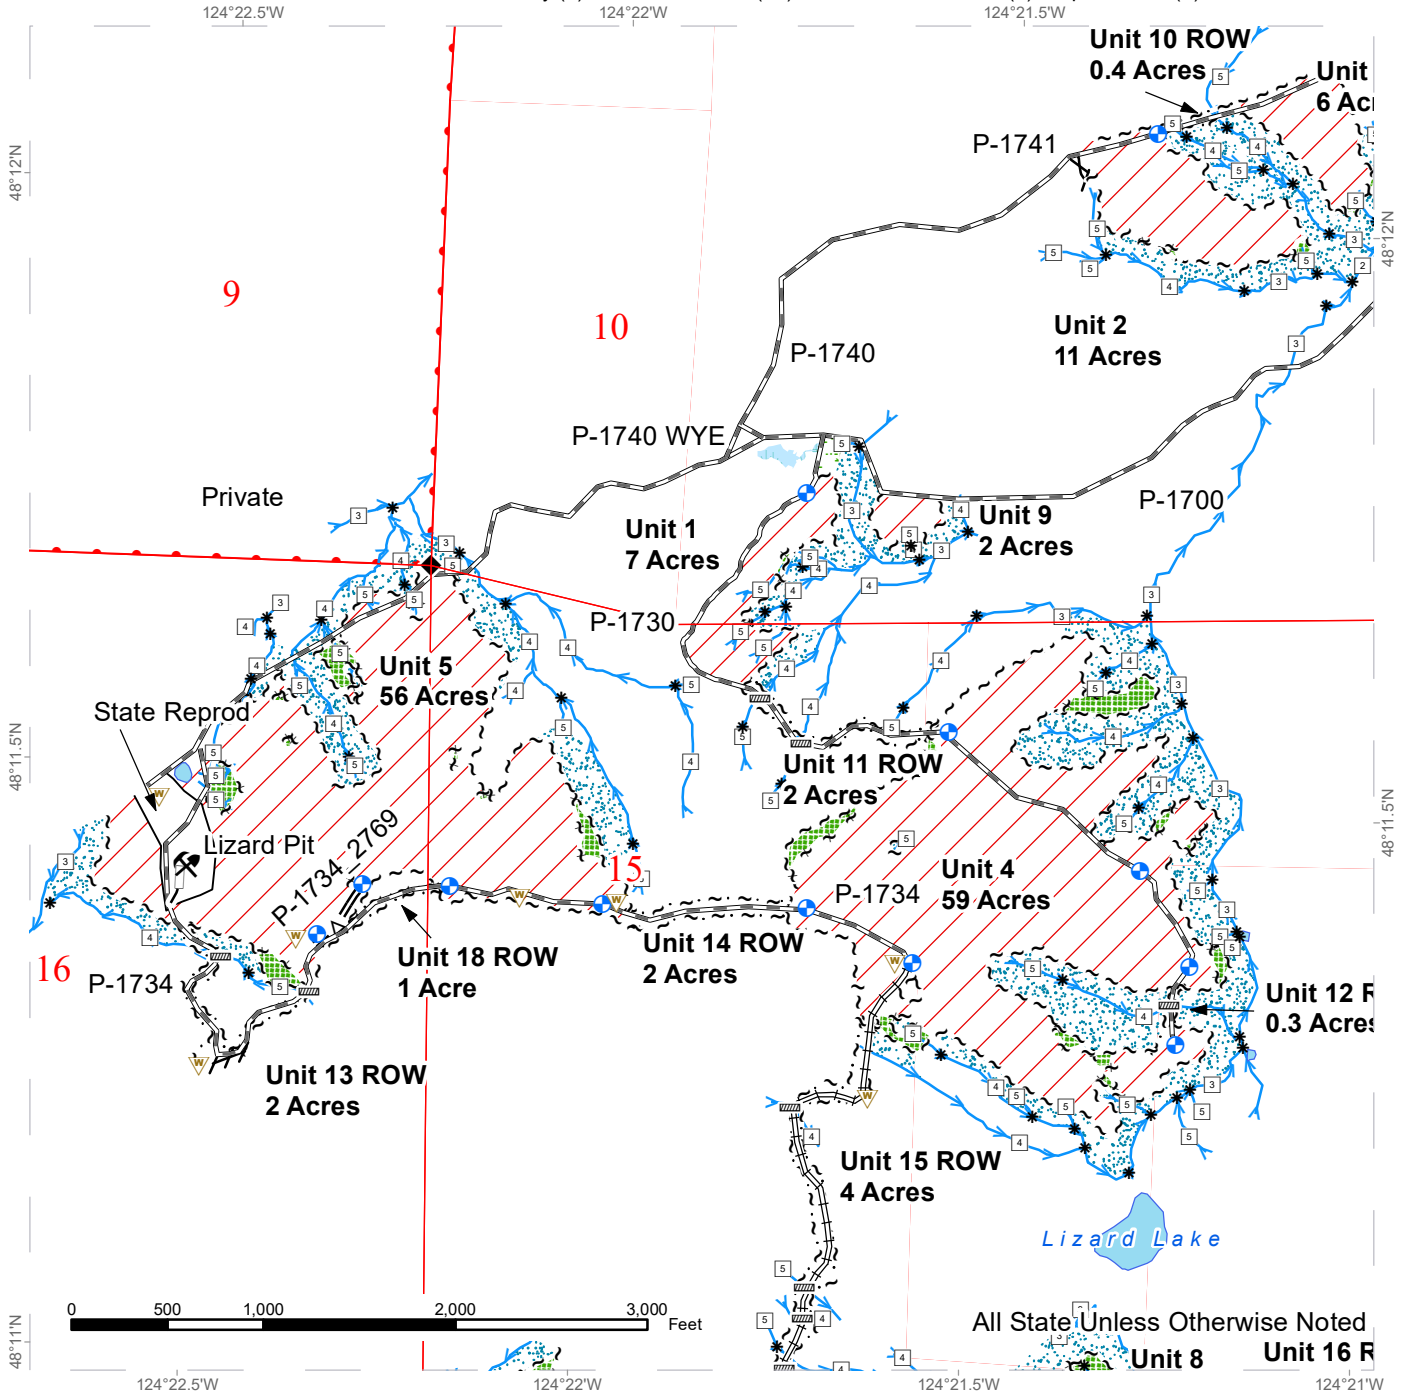 124°22.5'W
124°22'W
124°21.5'W
Unit 10 ROW
0.4 Acres
Unit
6 Acr
P-1741
48°12'N
48°12'N
9
10
Unit 2
11 Acres
P-1740
P-1740 WYE
Private
P-1700
Unit 1
7 Acres
Unit 9
2 Acres
P-1730
Unit 5
56 Acres
State Reprod
48°11.5'N
48°11.5'N
Unit 11 ROW
2 Acres
Lizard Pit
P-1734_2769
15
Unit 4
59 Acres
P-1734
Unit 14 ROW
2 Acres
Unit 18 ROW
1 Acre
16
P-1734
Unit 12 R
0.3 Acres
Unit 13 ROW
2 Acres
Unit 15 ROW
4 Acres
Lizard Lake
0 500 1,000 2,000 3,000
Feet
All State Unless Otherwise Noted
Unit 8
Unit 16 R
48°11'N
124°22.5'W
124°22'W
124°21.5'W
124°21'W